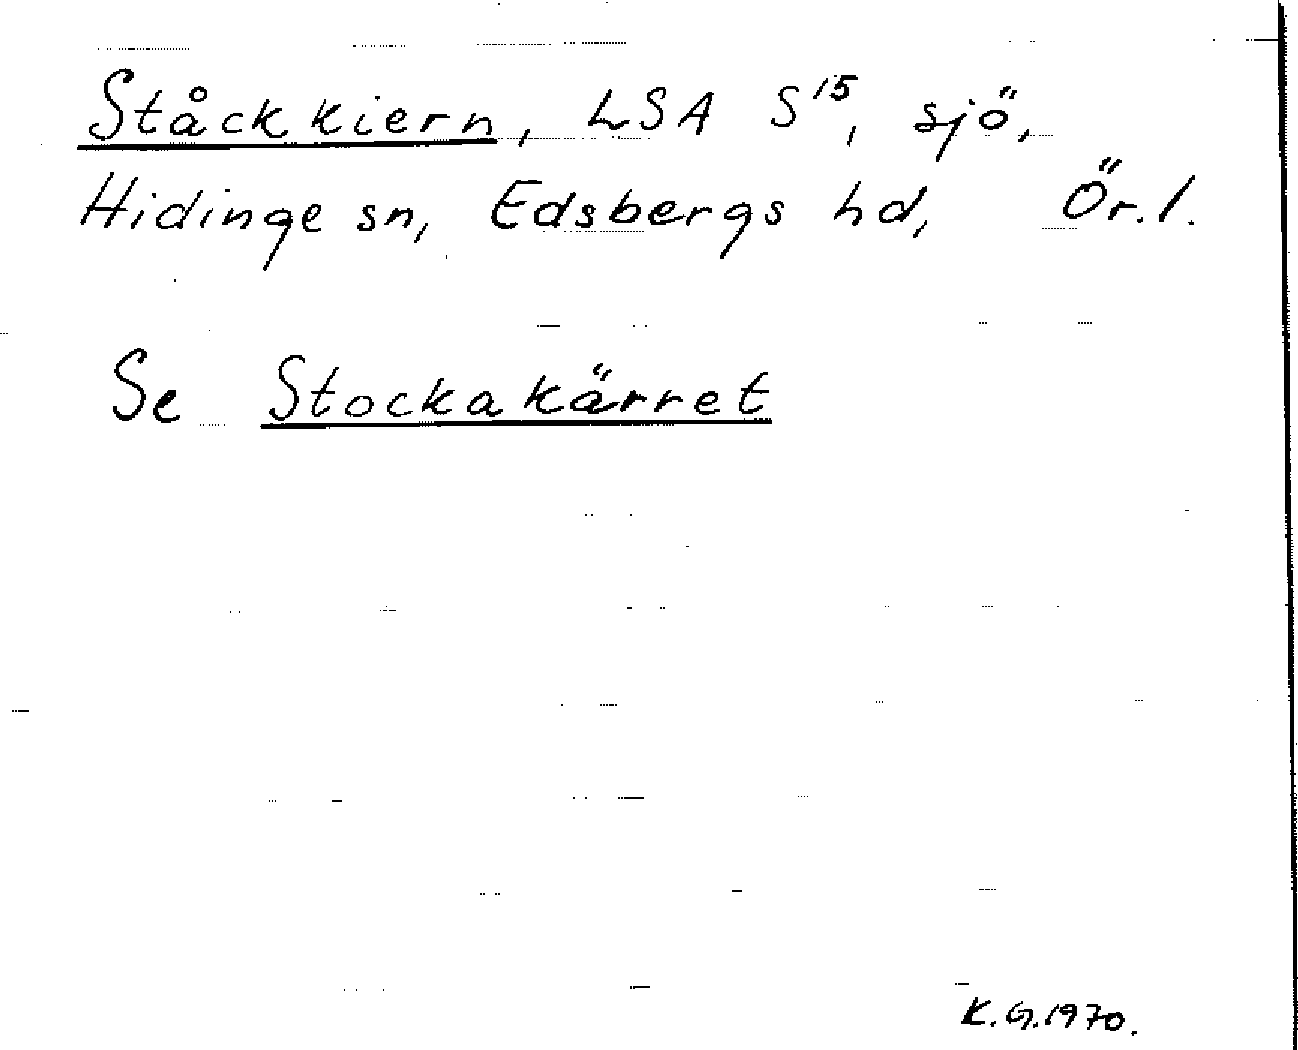 Ståckkiern, LSA S¹⁵, sjö,
Hidinge sn, Edsbergs hd, Ör.l.
Se Stockakärret
K.G.1970.